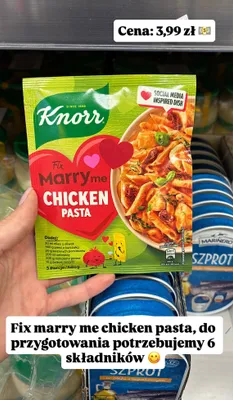 Cena: 3,99 zł 💵
SOCIAL MEDIA
INSPIRED DISH
Knorr
Fix
Marry me
CHICKEN
PASTA
MARINERO
SZPROT
Fix marry me chicken pasta, do
przygotowania potrzebujemy 6
składników 😋
SZPROT